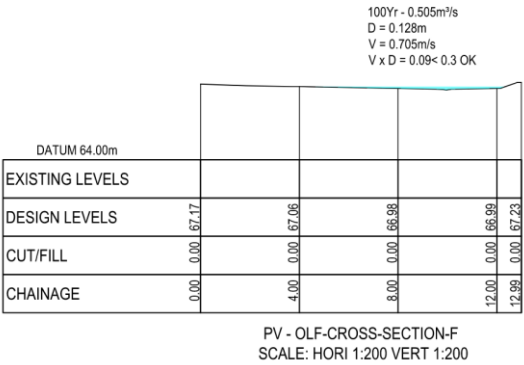 100Yr - 0.505m³/s
D = 0.128m
V = 0.705m/s
V x D = 0.09< 0.3 OK
DATUM 64.00m
EXISTING LEVELS
DESIGN LEVELS 67.17 67.06 66.98 66.99 67.23
CUT/FILL 0.00 0.00 0.00 0.00 0.00
CHAINAGE 0.00 4.00 8.00 12.00 12.99
PV - OLF-CROSS-SECTION-F
SCALE: HORI 1:200 VERT 1:200